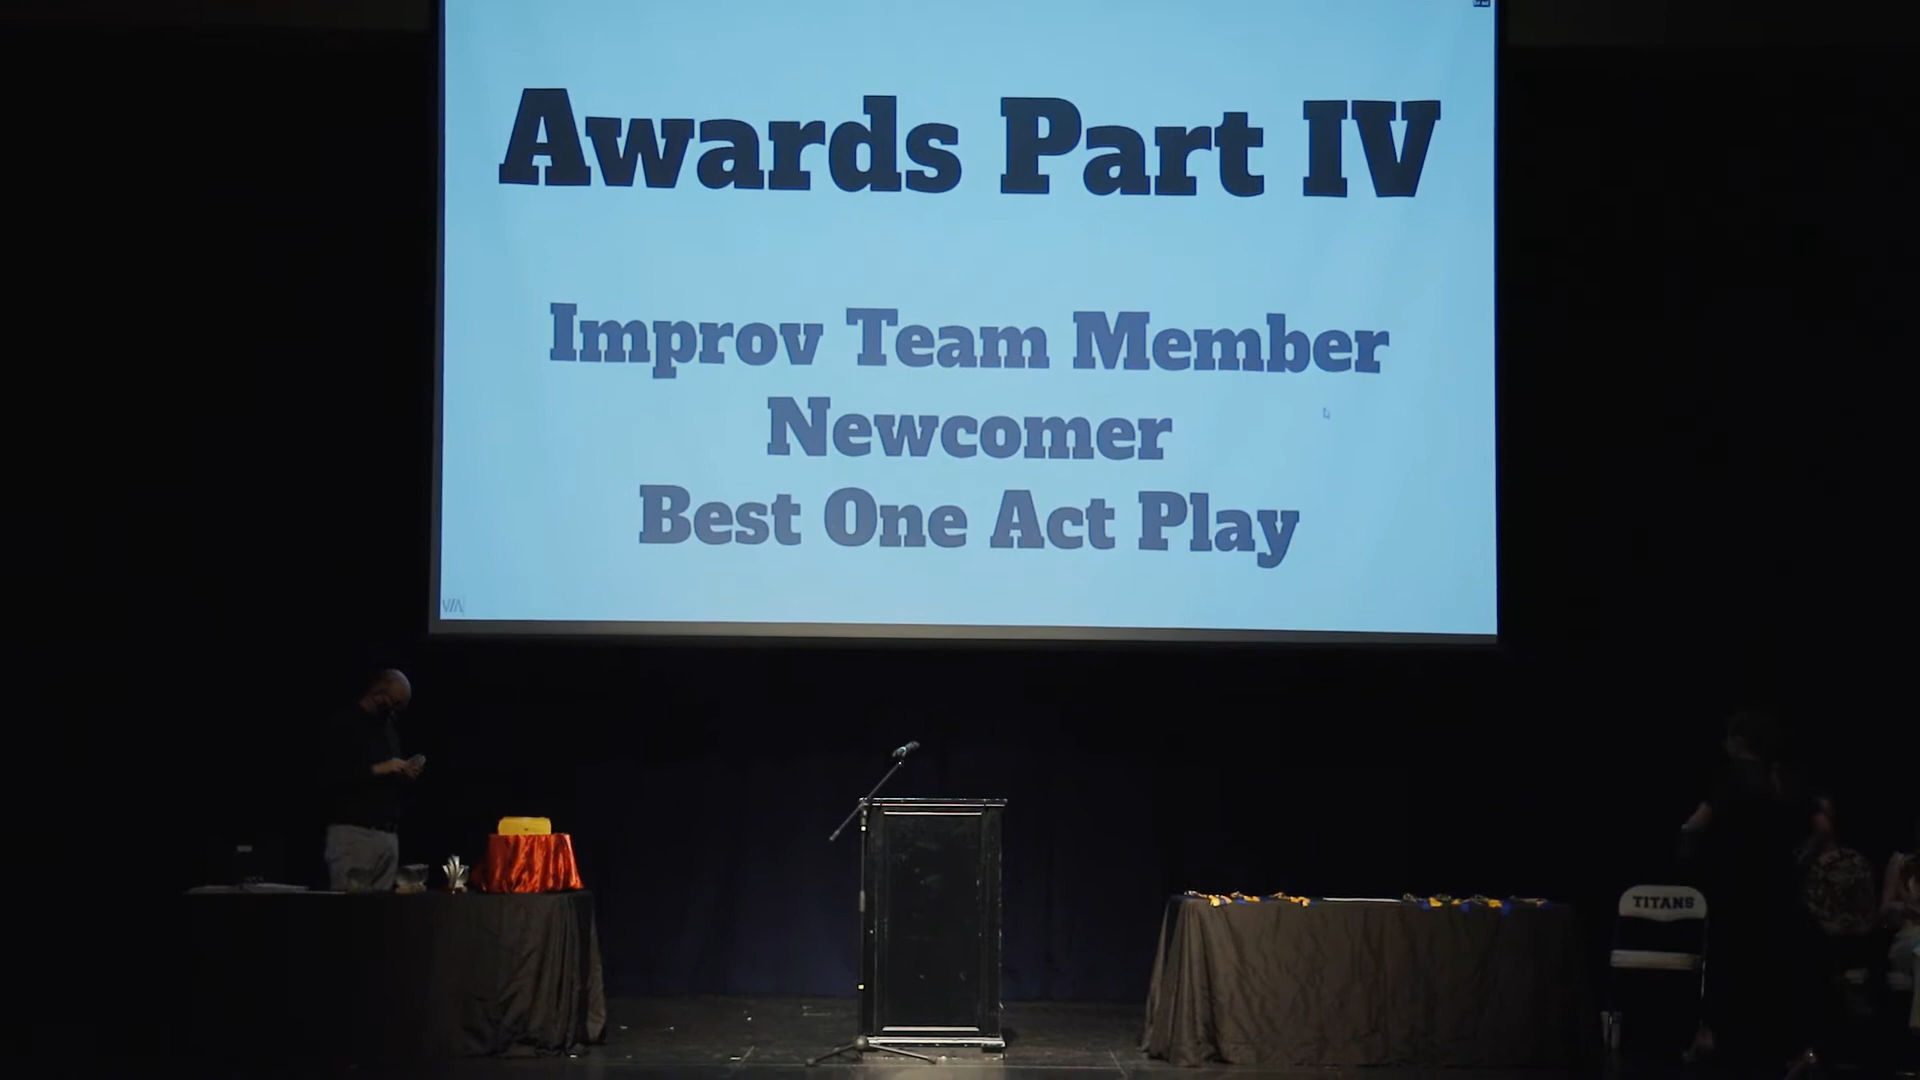 Awards Part IV
Improv Team Member
Newcomer
Best One Act Play
TITANS